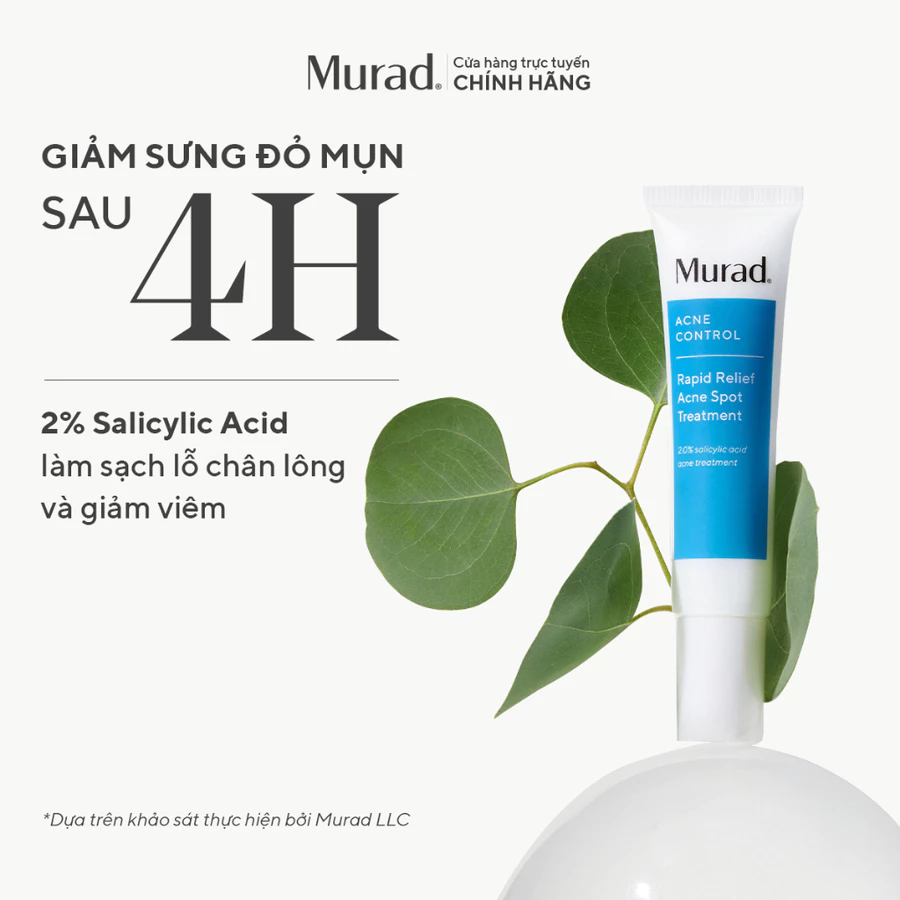 Murad.
Cửa hàng trực tuyến
CHÍNH HÃNG
GIẢM SƯNG ĐỎ MỤN
SAU 4H
2% Salicylic Acid
làm sạch lỗ chân lông
và giảm viêm
Murad.
ACNE
CONTROL
Rapid Relief
Acne Spot
Treatment
2.0% salicylic acid
acne treatment
*Dựa trên khảo sát thực hiện bởi Murad LLC